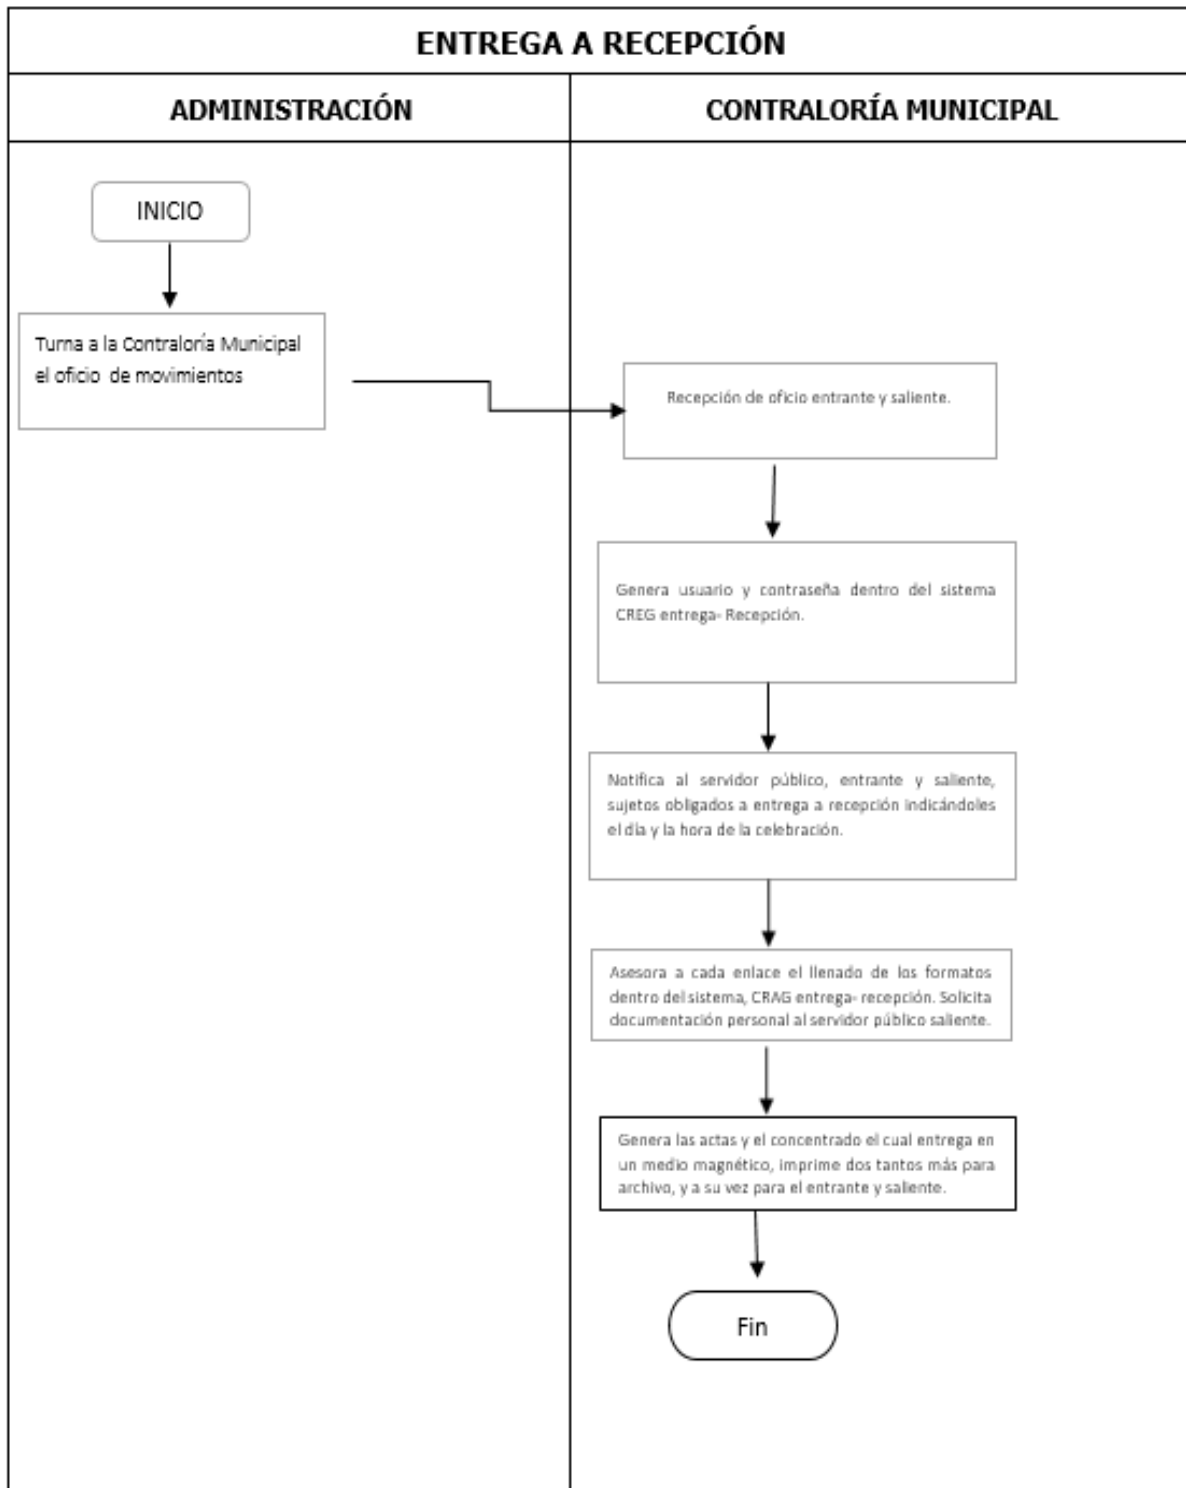 ENTREGA A RECEPCIÓN
ADMINISTRACIÓN
CONTRALORÍA MUNICIPAL
INICIO
Turna a la Contraloría Municipal
el oficio de movimientos
Recepción de oficio entrante y saliente.
Genera usuario y contraseña dentro del sistema
CREG entrega- Recepción.
Notifica al servidor público, entrante y saliente,
sujetos obligados a entrega a recepción indicándoles
el día y la hora de la celebración.
Asesora a cada enlace el llenado de los formatos
dentro del sistema, CRAG entrega- recepción. Solicita
documentación personal al servidor público saliente.
Genera las actas y el concentrado el cual entrega en
un medio magnético, imprime dos tantos más para
archivo, y a su vez para el entrante y saliente.
Fin